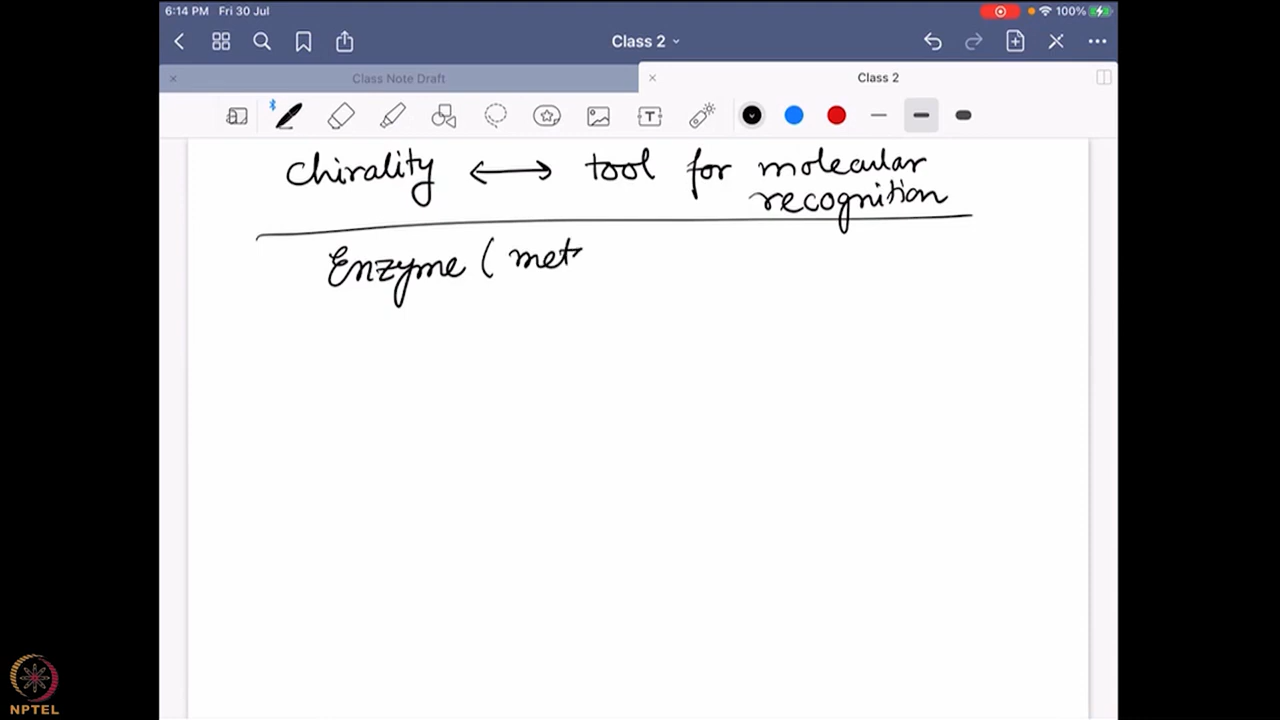 6:14 PM Fri 30 Jul
100%
Class 2
Class Note Draft
Class 2
T
Chirality ⟷ tool for molecular
recognition
Enzyme ( met
NPTEL